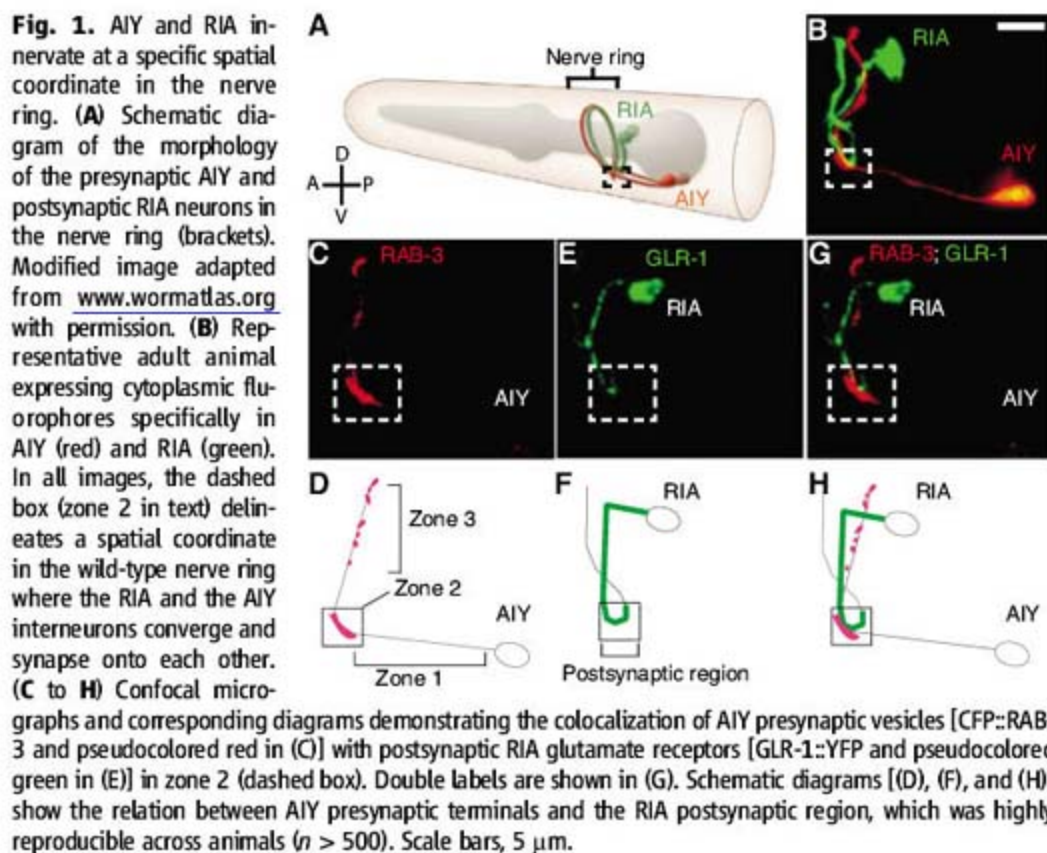 Fig. 1. AIY and RIA in-
nervate at a specific spatial
coordinate in the nerve
ring. (A) Schematic dia-
gram of the morphology
of the presynaptic AIY and
postsynaptic RIA neurons in
the nerve ring (brackets).
Modified image adapted
from www.wormatlas.org
with permission. (B) Rep-
resentative adult animal
expressing cytoplasmic flu-
orophores specifically in
AIY (red) and RIA (green).
In all images, the dashed
box (zone 2 in text) delin-
eates a spatial coordinate
in the wild-type nerve ring
where the RIA and the AIY
interneurons converge and
synapse onto each other.
(C to H) Confocal micro-
graphs and corresponding diagrams demonstrating the colocalization of AIY presynaptic vesicles [CFP::RAB-
3 and pseudocolored red in (C)] with postsynaptic RIA glutamate receptors [GLR-1::YFP and pseudocolored
green in (E)] in zone 2 (dashed box). Double labels are shown in (G). Schematic diagrams [(D), (F), and (H)]
show the relation between AIY presynaptic terminals and the RIA postsynaptic region, which was highly
reproducible across animals (n > 500). Scale bars, 5 μm.
A
Nerve ring
RIA
AIY
D
A P
V
B
RIA
AIY
C
RAB-3
AIY
E
GLR-1
RIA
G
RAB-3; GLR-1
RIA
AIY
D
Zone 3
Zone 2
AIY
Zone 1
F
RIA
Postsynaptic region
H
RIA
AIY